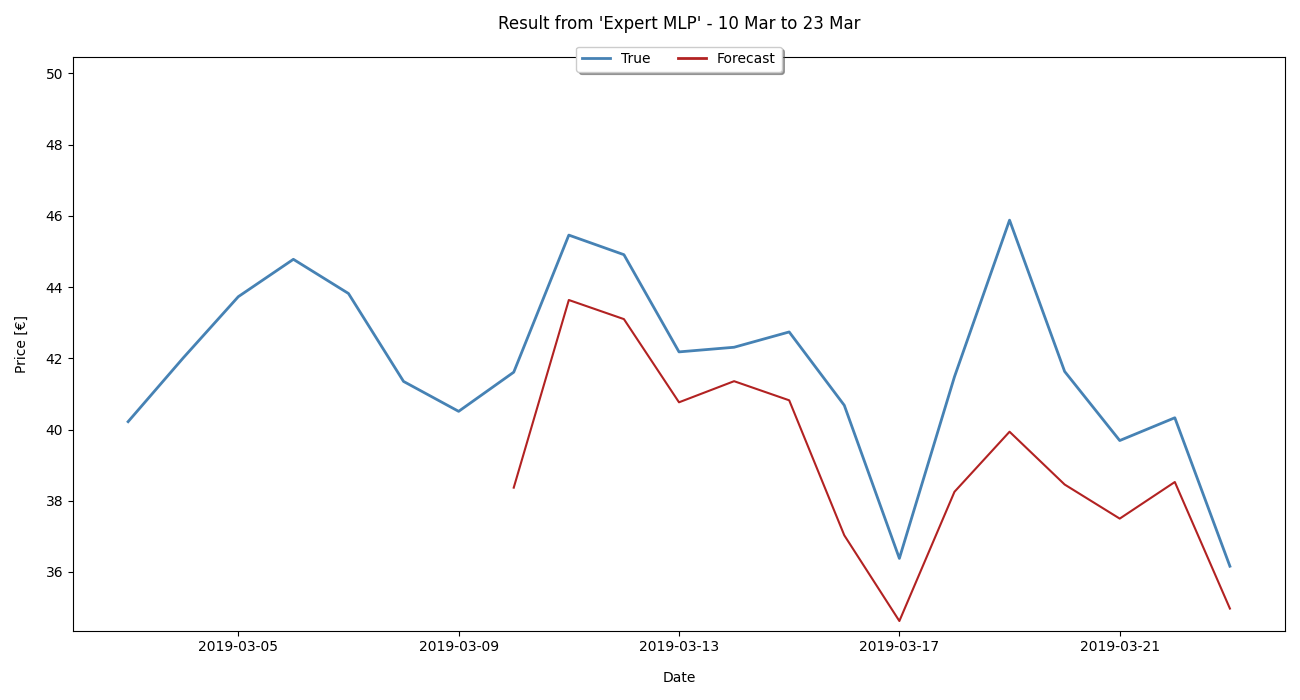 Result from 'Expert MLP' - 10 Mar to 23 Mar
True Forecast
50
48
46
44
42
40
38
36
Price [€]
2019-03-05 2019-03-09 2019-03-13 2019-03-17 2019-03-21
Date